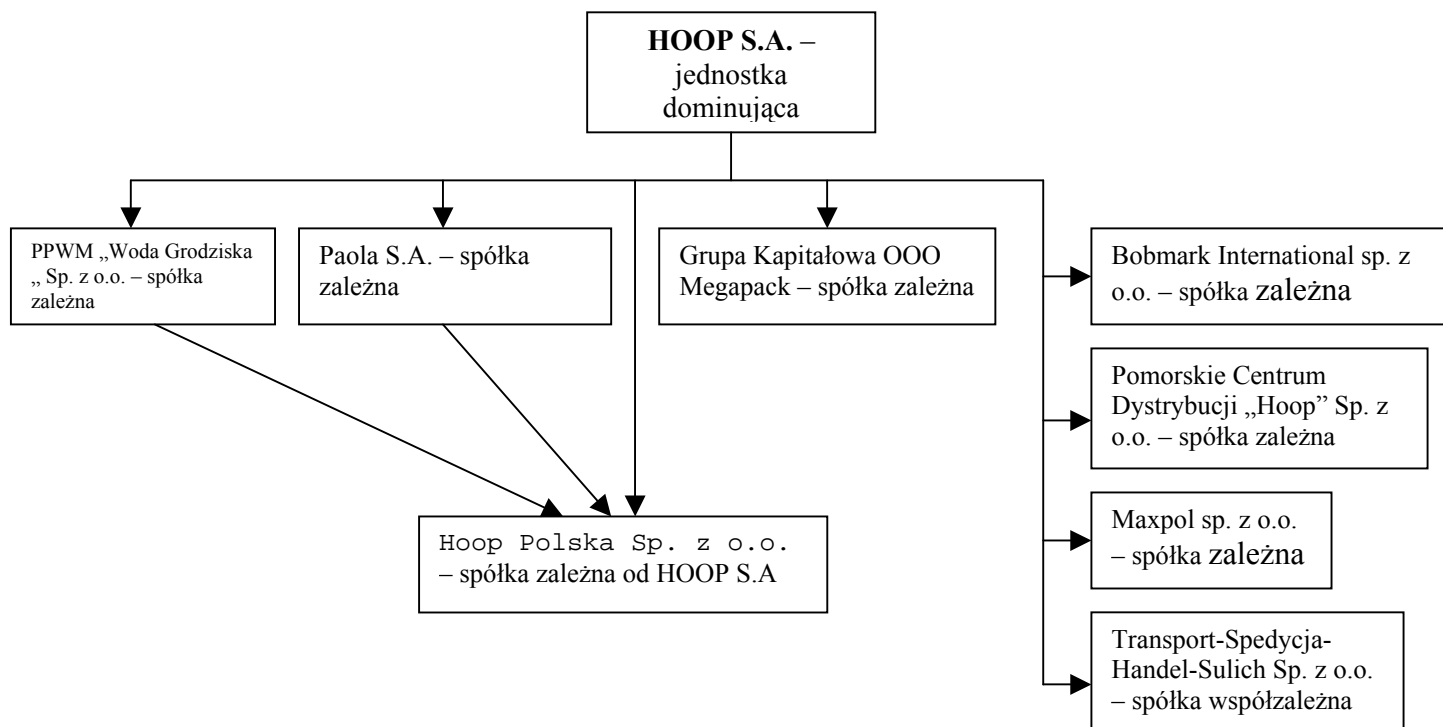 HOOP S.A. –
jednostka
dominująca
PPWM „Woda Grodziska
„ Sp. z o.o. – spółka
zależna
Paola S.A. – spółka
zależna
Grupa Kapitałowa OOO
Megapack – spółka zależna
Bobmark International sp. z
o.o. – spółka zależna
Pomorskie Centrum
Dystrybucji „Hoop” Sp. z
o.o. – spółka zależna
Maxpol sp. z o.o.
– spółka zależna
Transport-Spedycja-
Handel-Sulich Sp. z o.o.
– spółka współzależna
Hoop Polska Sp. z o.o.
– spółka zależna od HOOP S.A